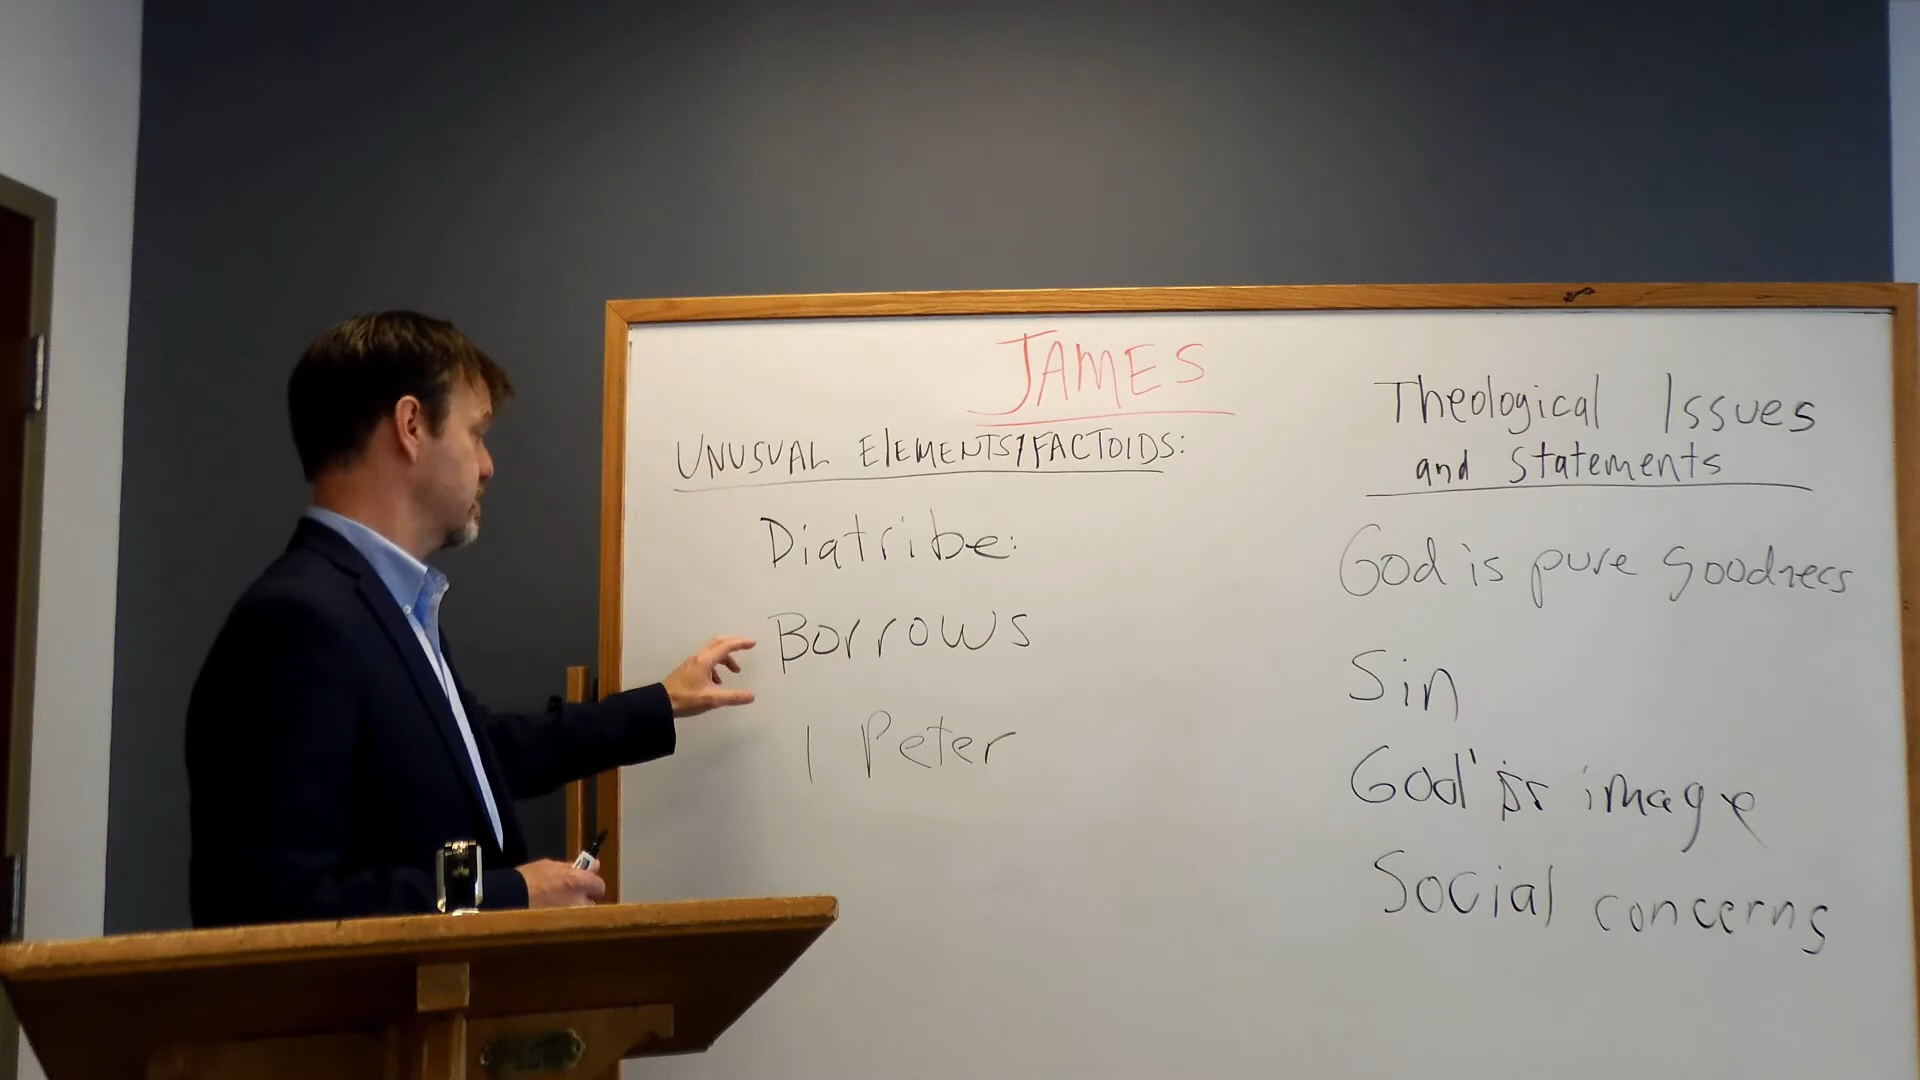 JAMES
UNUSUAL ElEMENTS/FACTOIDS:
Diatribe:
Borrows
1 Peter
Theological Issues
and Statements
God is pure goodness
Sin
God's image
Social concerns